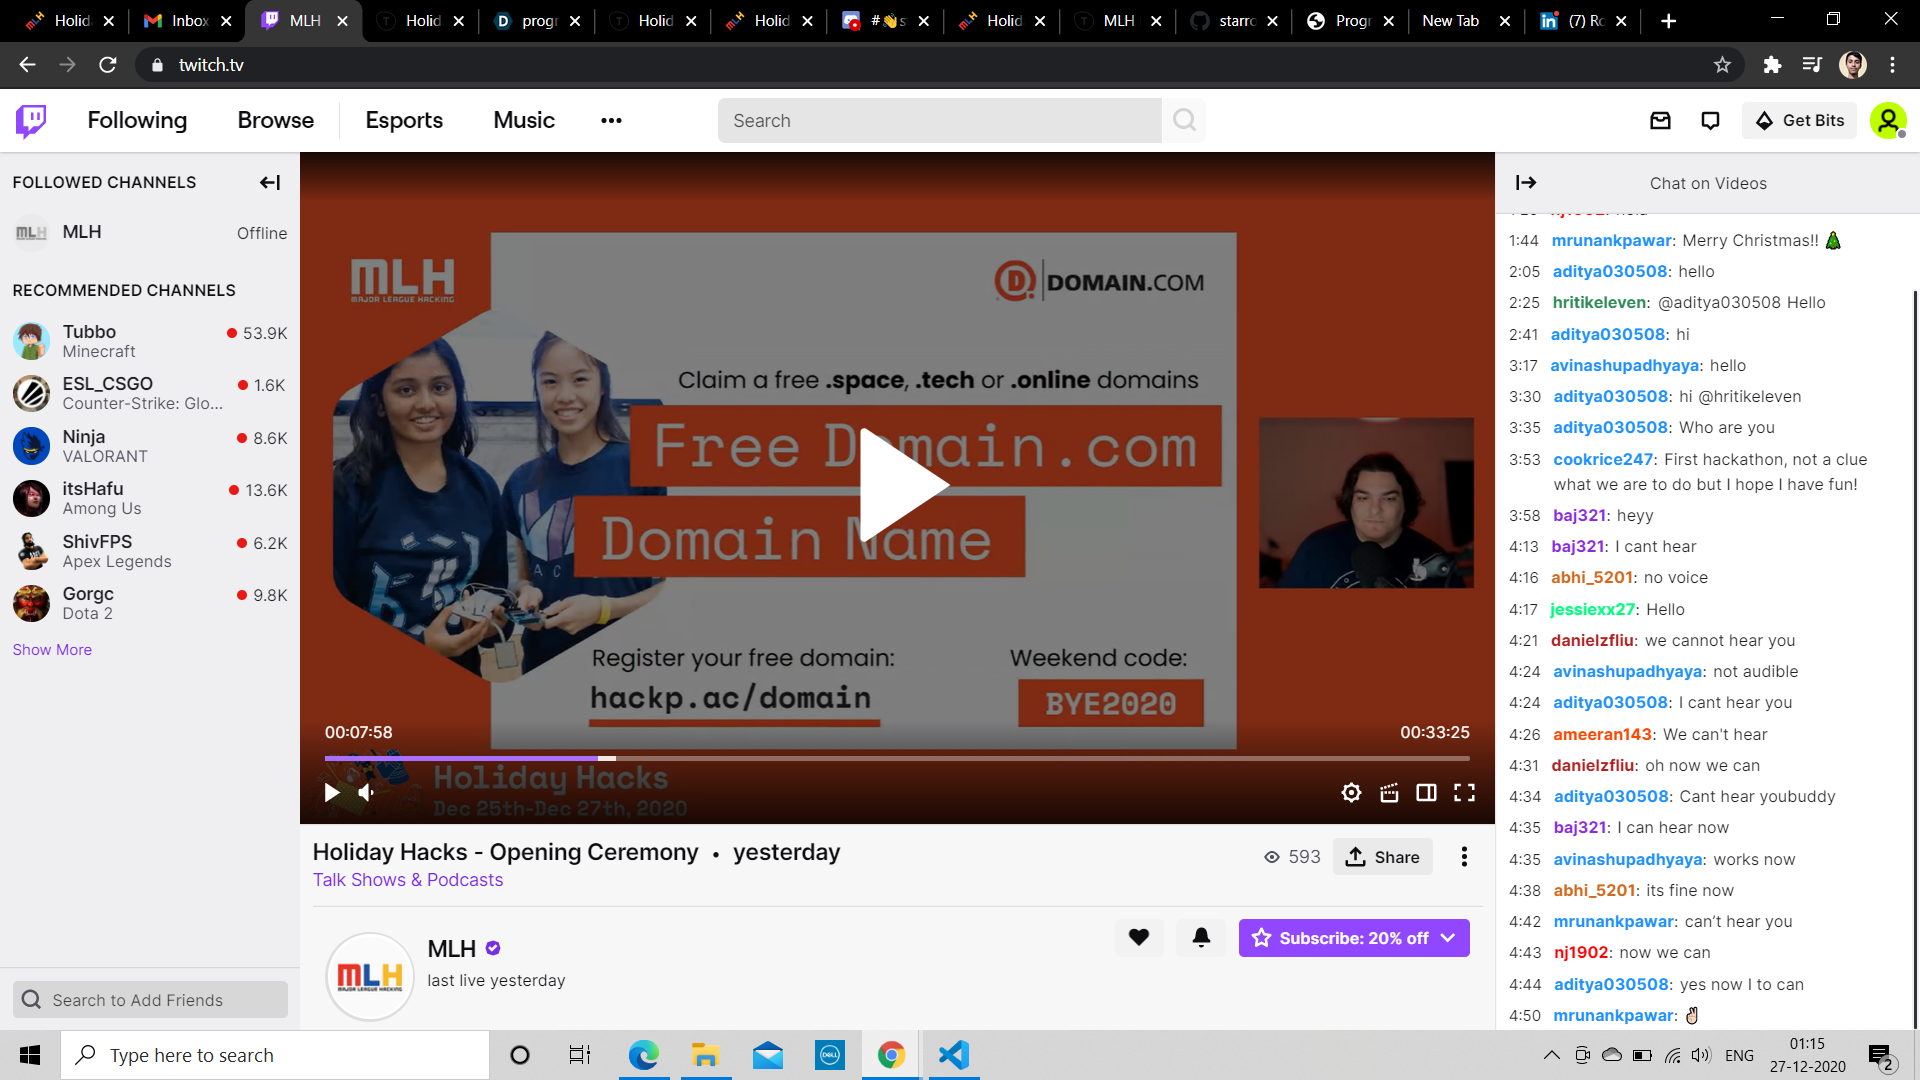 Holida
Inbox
MLH
Holid
progr
Holid
Holid
#👋s
Holid
MLH
starro
Progr
New Tab
(7) Ro
twitch.tv
Following
Browse
Esports
Music
Search
Get Bits
FOLLOWED CHANNELS
MLH
Offline
RECOMMENDED CHANNELS
Tubbo
53.9K
Minecraft
ESL_CSGO
1.6K
Counter-Strike: Glo...
Ninja
8.6K
VALORANT
itsHafu
13.6K
Among Us
ShivFPS
6.2K
Apex Legends
Gorgc
9.8K
Dota 2
Show More
Search to Add Friends
MLH
MAJOR LEAGUE HACKING
DOMAIN.COM
Claim a free .space, .tech or .online domains
Free Domain.com
Domain Name
Register your free domain:
hackp.ac/domain
Weekend code:
BYE2020
00:07:58
00:33:25
Holiday Hacks
Dec 25th-Dec 27th, 2020
Holiday Hacks - Opening Ceremony • yesterday
Talk Shows & Podcasts
593
Share
MLH
MAJOR LEAGUE HACKING
MLH
last live yesterday
Subscribe: 20% off
Chat on Videos
1:44 mrunankpawar: Merry Christmas!! 🎄
2:05 aditya030508: hello
2:25 hritikeleven: @aditya030508 Hello
2:41 aditya030508: hi
3:17 avinashupadhyaya: hello
3:30 aditya030508: hi @hritikeleven
3:35 aditya030508: Who are you
3:53 cookrice247: First hackathon, not a clue
what we are to do but I hope I have fun!
3:58 baj321: heyy
4:13 baj321: I cant hear
4:16 abhi_5201: no voice
4:17 jessiexx27: Hello
4:21 danielzfliu: we cannot hear you
4:24 avinashupadhyaya: not audible
4:24 aditya030508: I cant hear you
4:26 ameeran143: We can't hear
4:31 danielzfliu: oh now we can
4:34 aditya030508: Cant hear youbuddy
4:35 baj321: I can hear now
4:35 avinashupadhyaya: works now
4:38 abhi_5201: its fine now
4:42 mrunankpawar: can't hear you
4:43 nj1902: now we can
4:44 aditya030508: yes now I to can
4:50 mrunankpawar: ✌🏻
Type here to search
DELL
ENG
01:15
27-12-2020
2